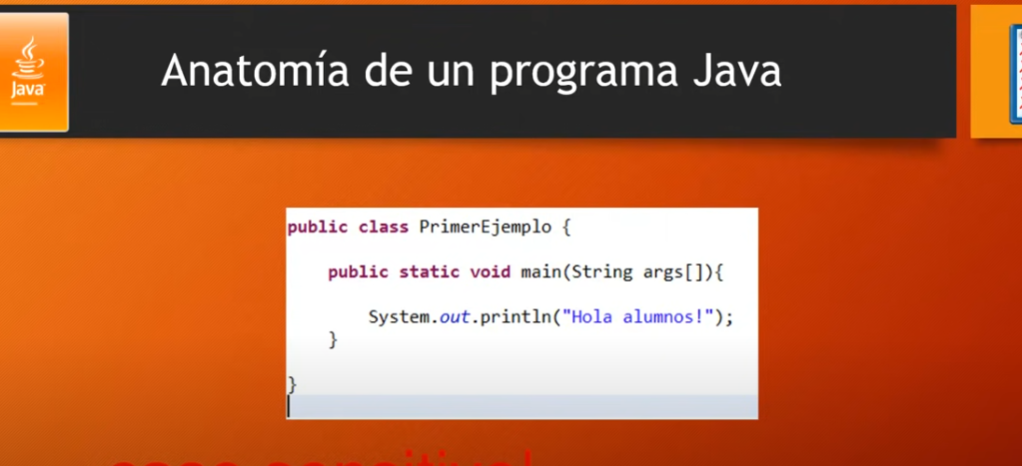 Java
Anatomía de un programa Java
public class PrimerEjemplo {
public static void main(String args[]){
System.out.println("Hola alumnos!");
}
}